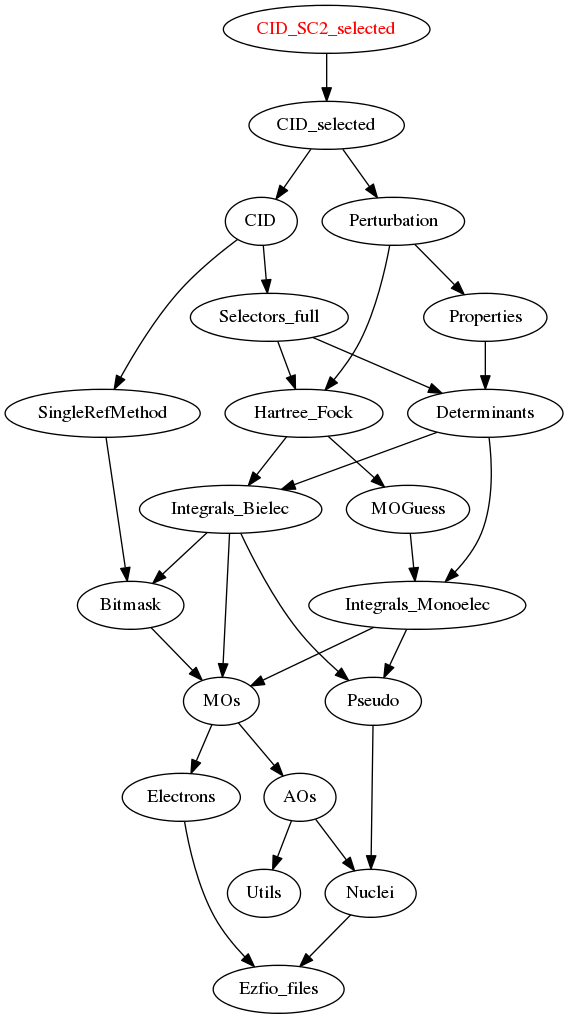 CID_SC2_selected
CID_selected
CID
Perturbation
Selectors_full
Properties
SingleRefMethod
Hartree_Fock
Determinants
Integrals_Bielec
MOGuess
Bitmask
Integrals_Monoelec
MOs
Pseudo
Electrons
AOs
Utils
Nuclei
Ezfio_files